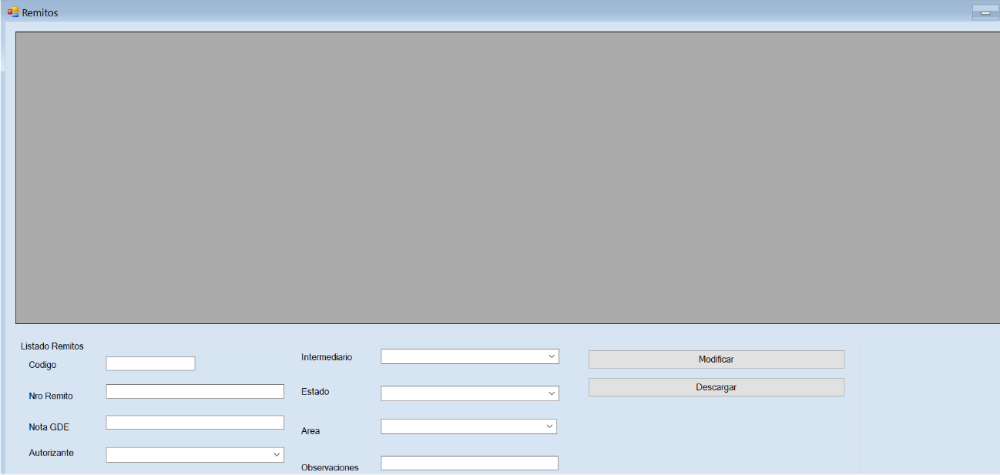 Remitos
Listado Remitos
Codigo
Nro Remito
Nota GDE
Autorizante
Intermediario
Estado
Area
Observaciones
Modificar
Descargar